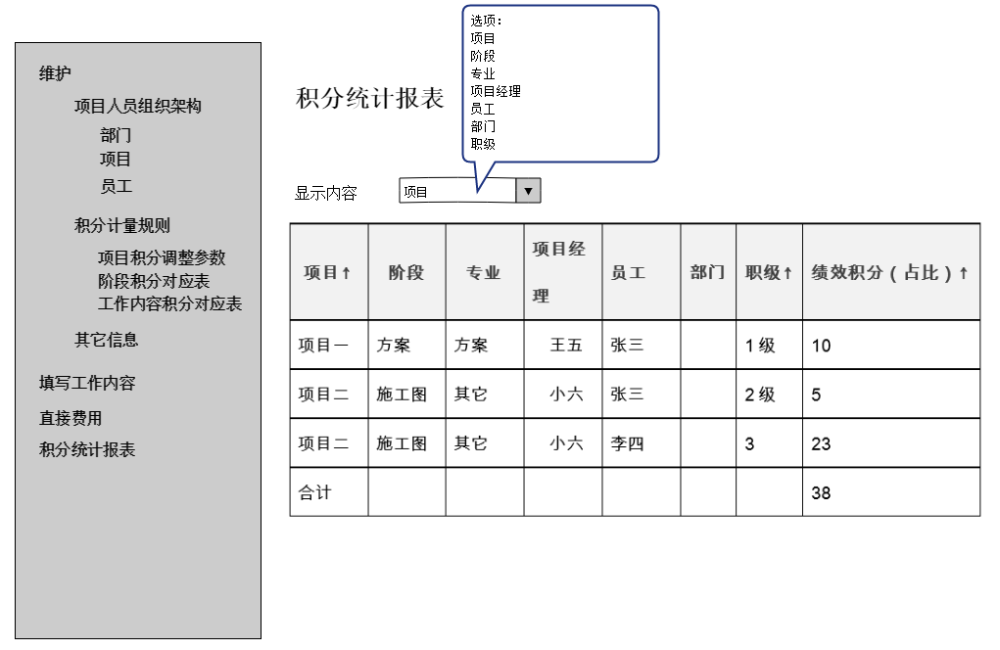 维护
项目人员组织架构
部门
项目
员工
积分计量规则
项目积分调整参数
阶段积分对应表
工作内容积分对应表
其它信息
填写工作内容
直接费用
积分统计报表
选项：
项目
阶段
专业
项目经理
员工
部门
职级
积分统计报表
显示内容 项目 ▼
项目↑ 阶段 专业 项目经理 员工 部门 职级↑ 绩效积分（占比）↑
项目一 方案 方案 王五 张三 1级 10
项目二 施工图 其它 小六 张三 2级 5
项目二 施工图 其它 小六 李四 3 23
合计 38